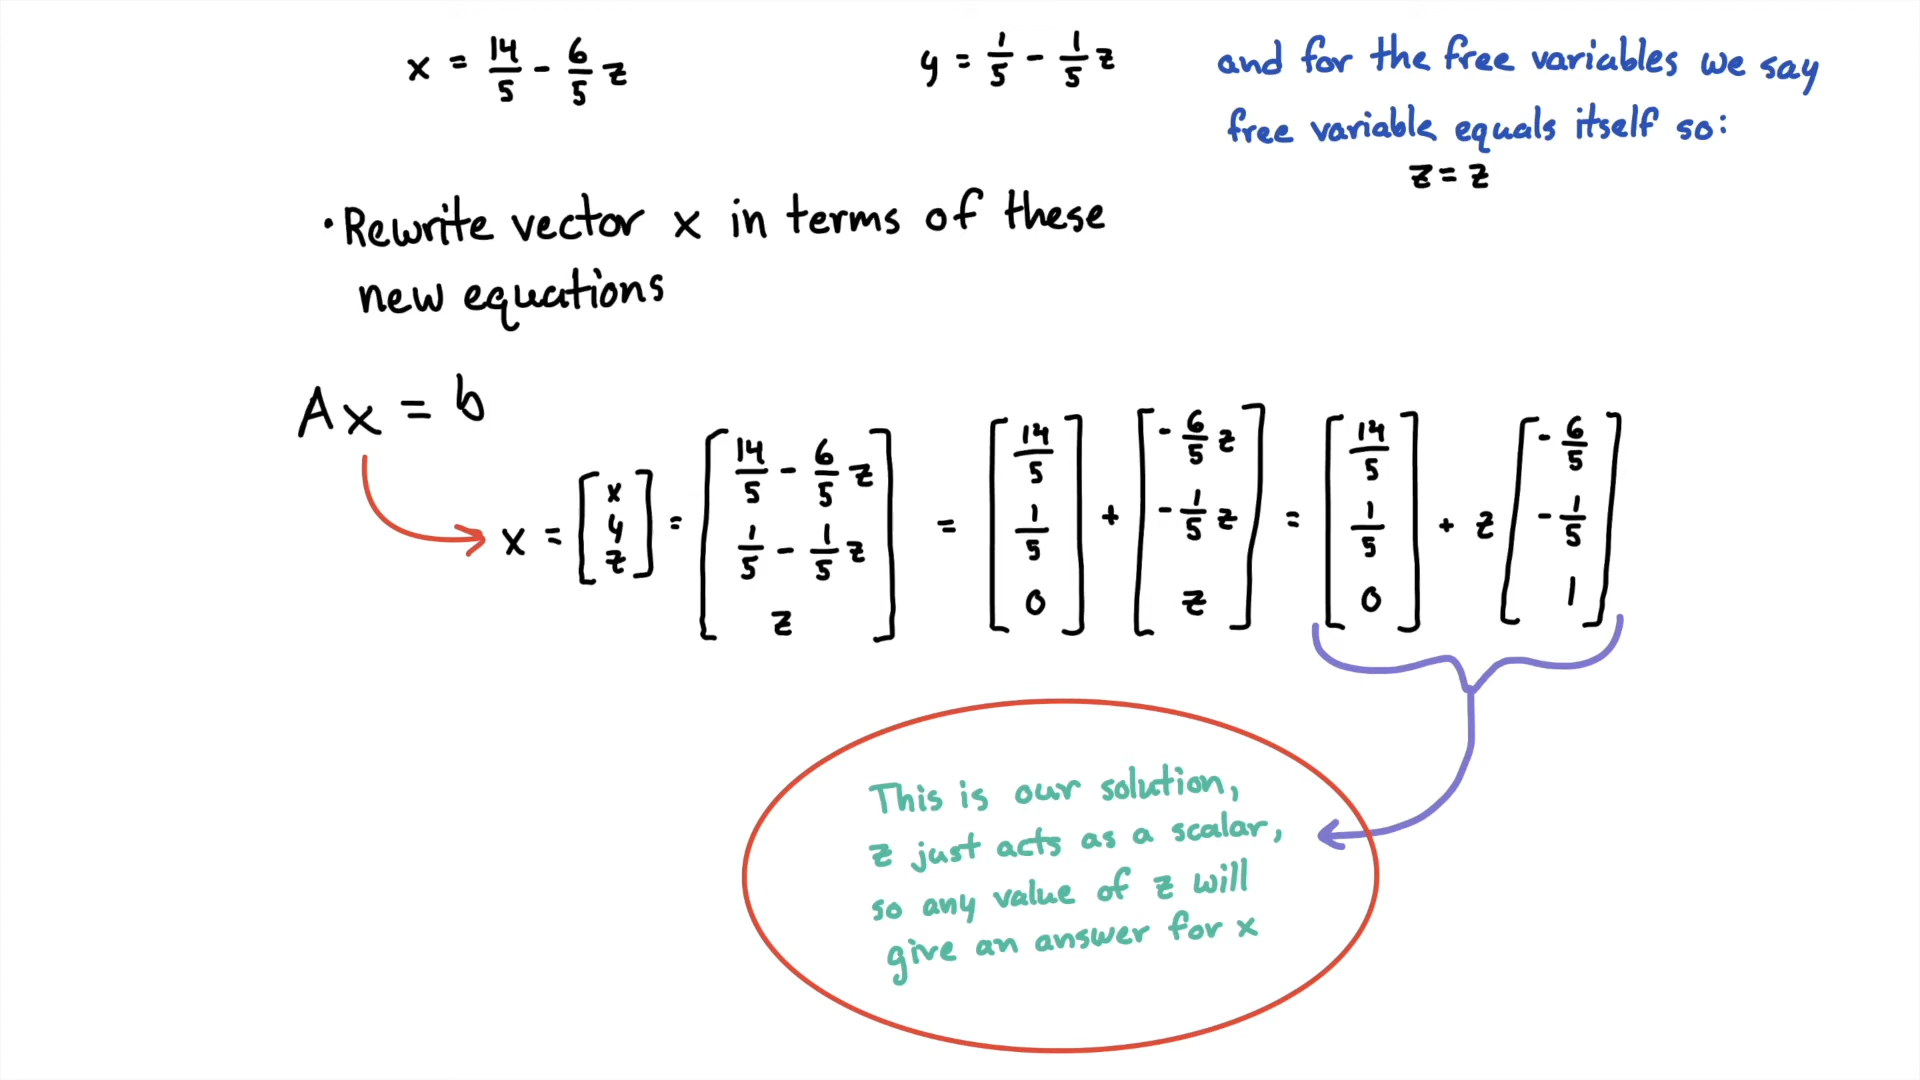 x = 14/5 - 6/5 z
y = 1/5 - 1/5 z
and for the free variables we say
free variable equals itself so:
z = z
• Rewrite vector x in terms of these
new equations
Ax = b
x = [x y z] = [14/5 - 6/5 z, 1/5 - 1/5 z, z] = [14/5, 1/5, 0] + [-6/5 z, -1/5 z, z] = [14/5, 1/5, 0] + z [-6/5, -1/5, 1]
This is our solution,
z just acts as a scalar,
so any value of z will
give an answer for x